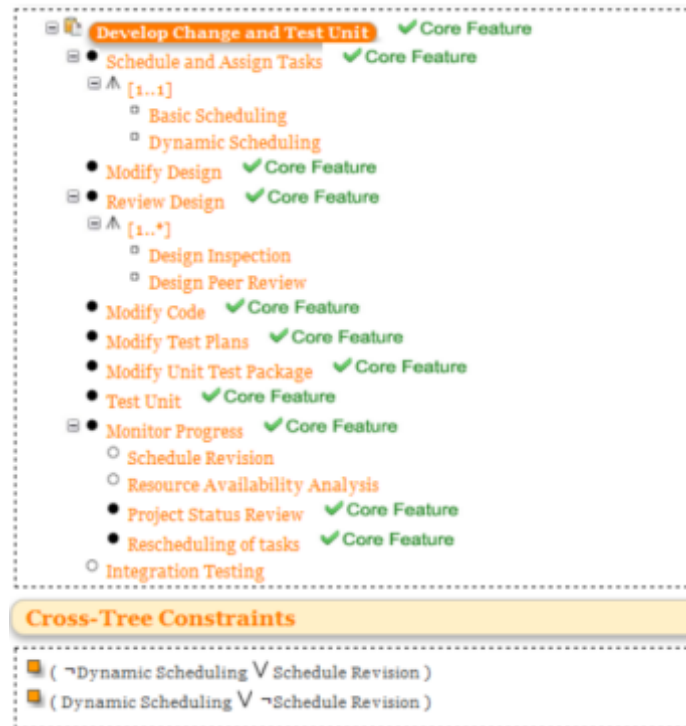 Develop Change and Test Unit Core Feature
Schedule and Assign Tasks Core Feature
[1..1]
Basic Scheduling
Dynamic Scheduling
Modify Design Core Feature
Review Design Core Feature
[1..*]
Design Inspection
Design Peer Review
Modify Code Core Feature
Modify Test Plans Core Feature
Modify Unit Test Package Core Feature
Test Unit Core Feature
Monitor Progress Core Feature
Schedule Revision
Resource Availability Analysis
Project Status Review Core Feature
Rescheduling of tasks Core Feature
Integration Testing
Cross-Tree Constraints
( ¬Dynamic Scheduling V Schedule Revision )
( Dynamic Scheduling V ¬Schedule Revision )